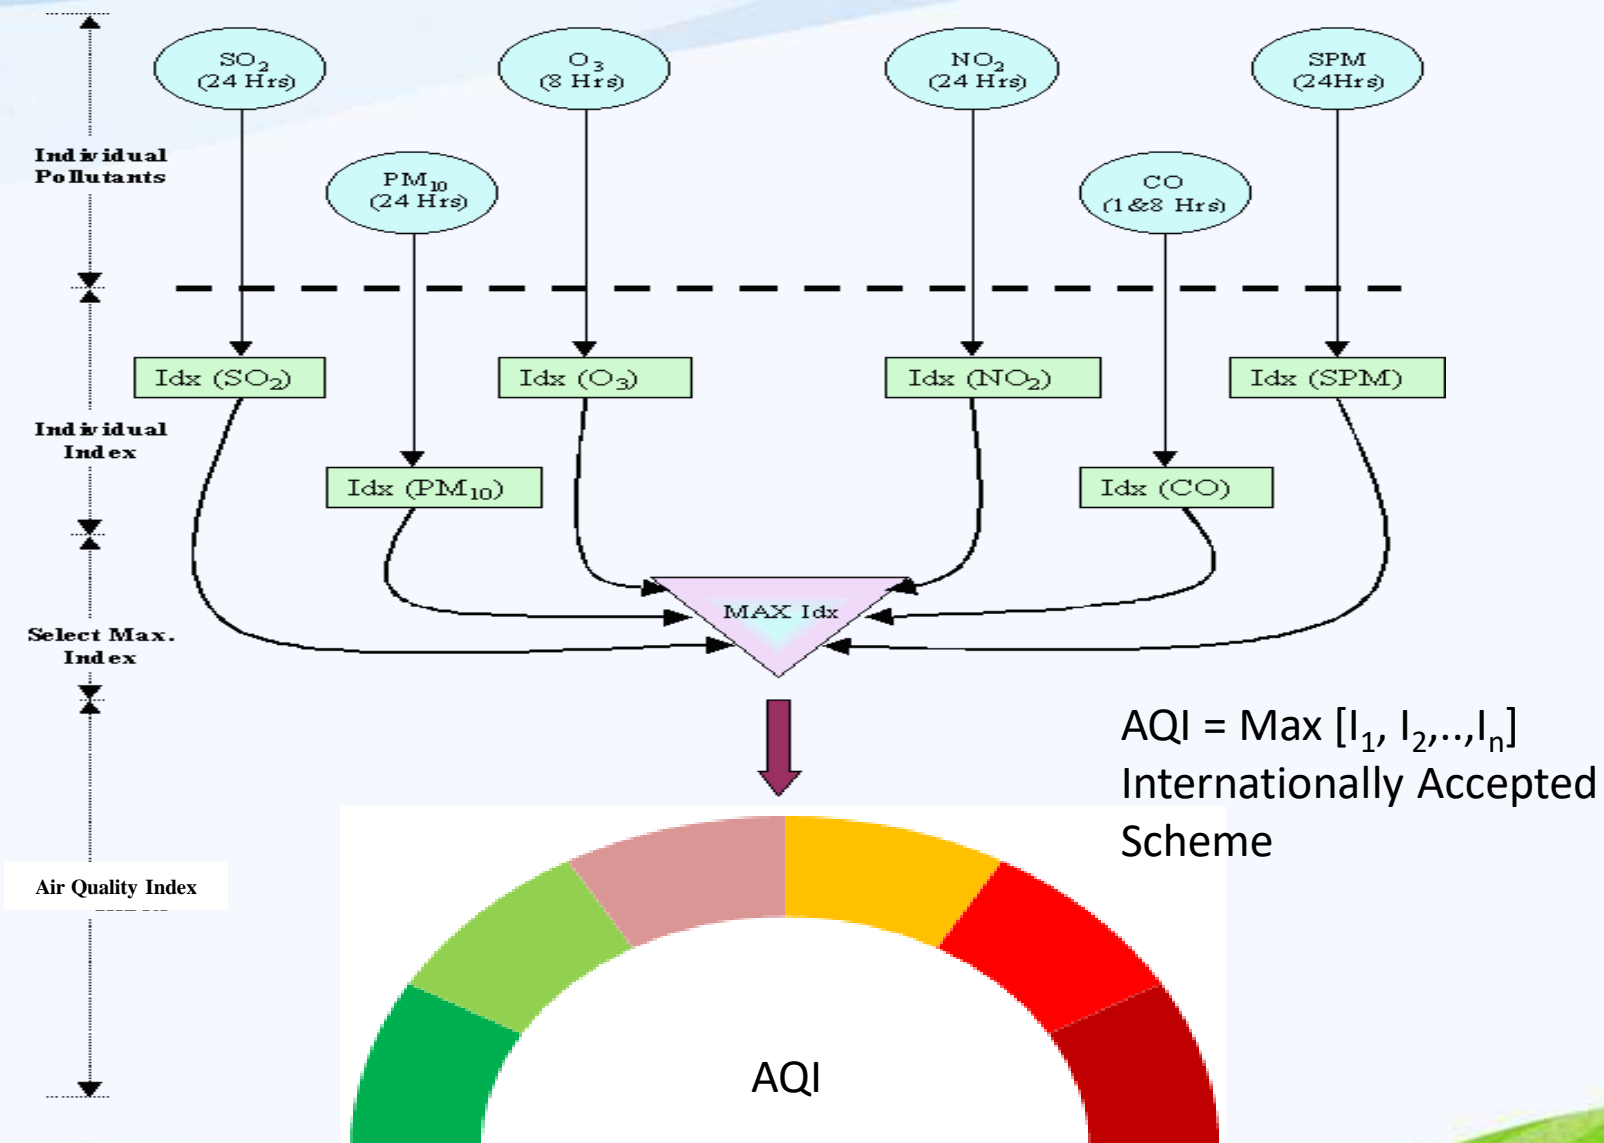 SO₂
(24 Hrs)
O₃
(8 Hrs)
NO₂
(24 Hrs)
SPM
(24Hrs)
Individual
Pollutants
PM₁₀
(24 Hrs)
CO
(1&8 Hrs)
Idx (SO₂)
Idx (O₃)
Idx (NO₂)
Idx (SPM)
Individual
Index
Idx (PM₁₀)
Idx (CO)
Select Max.
Index
MAX Idx
AQI = Max [I₁, I₂,..,Iₙ]
Internationally Accepted
Scheme
Air Quality Index
AQI